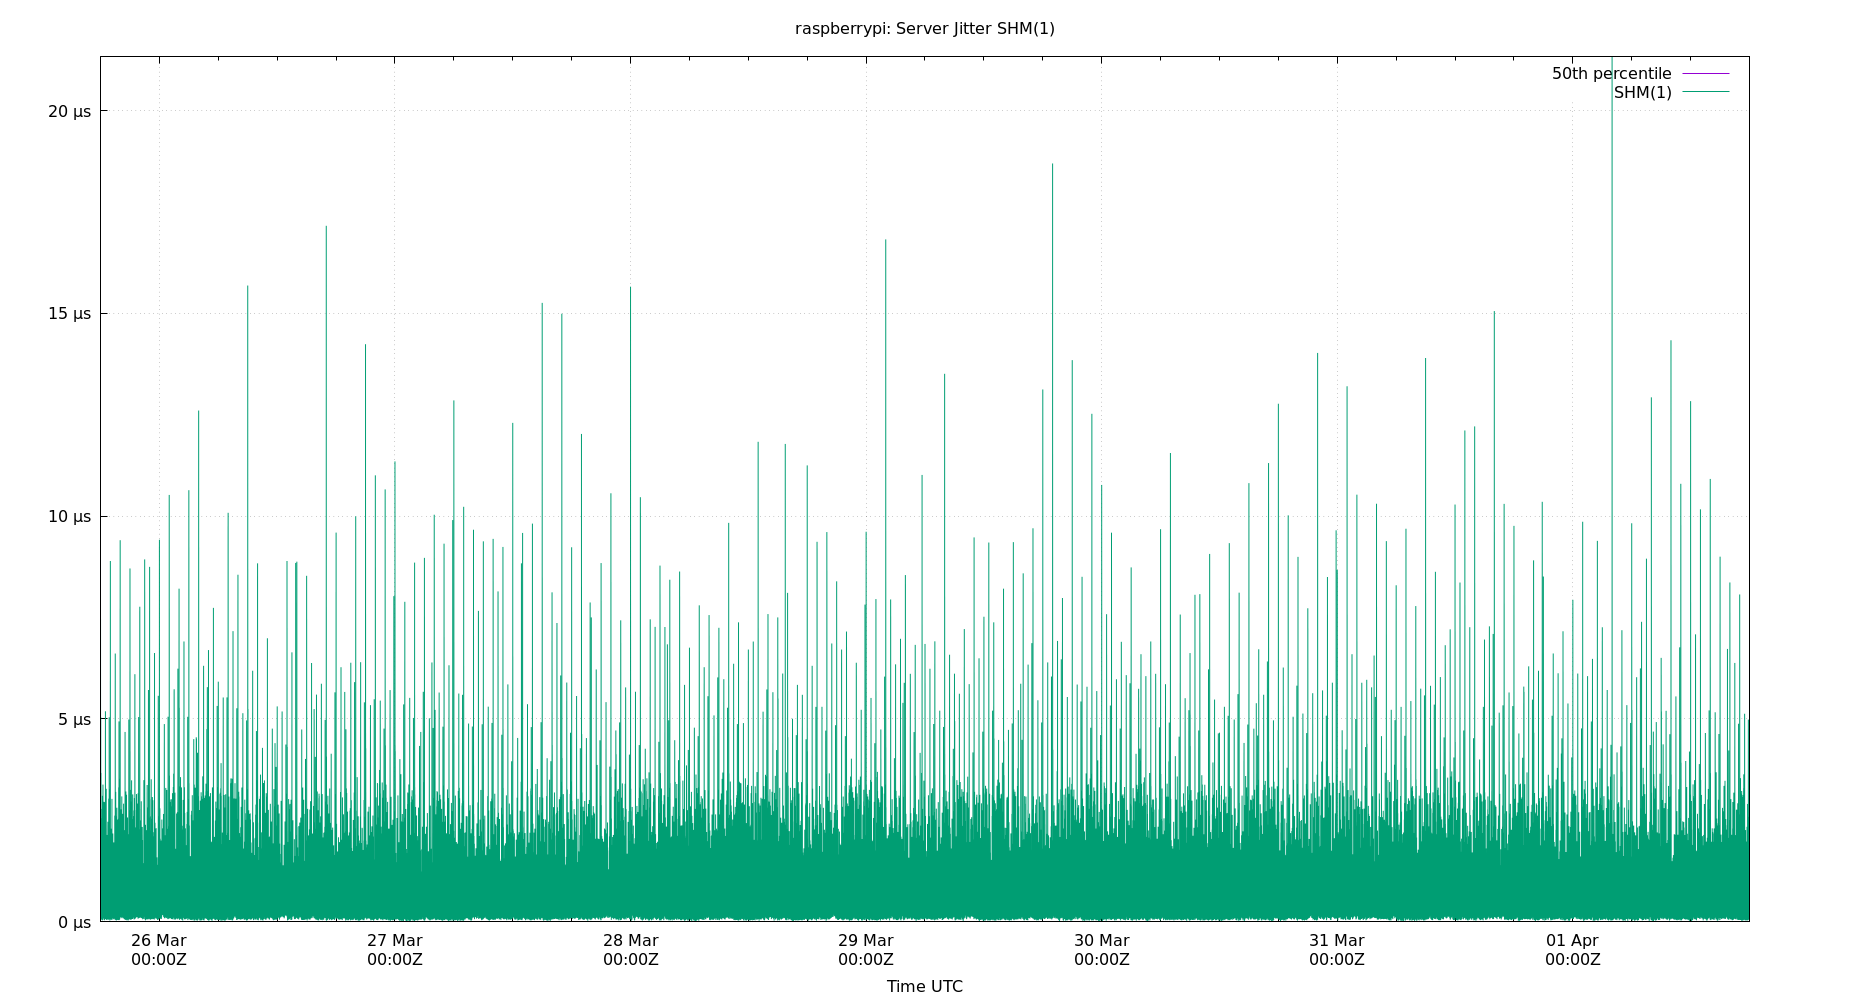 raspberrypi: Server Jitter SHM(1)
50th percentile
SHM(1)
20 µs
15 µs
10 µs
5 µs
0 µs
26 Mar 27 Mar 28 Mar 29 Mar 30 Mar 31 Mar 01 Apr
00:00Z 00:00Z 00:00Z 00:00Z 00:00Z 00:00Z 00:00Z
Time UTC